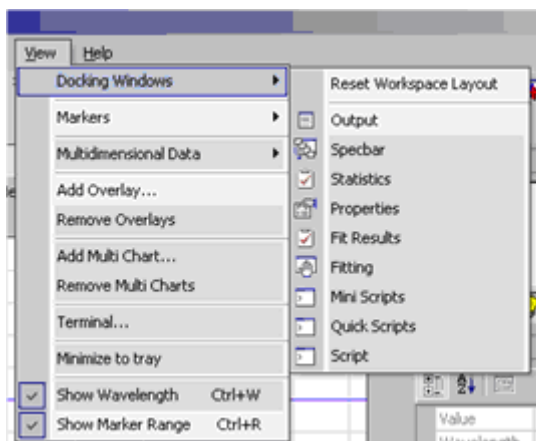 View Help
Docking Windows
Markers
Multidimensional Data
Add Overlay...
Remove Overlays
Add Multi Chart...
Remove Multi Charts
Terminal...
Minimize to tray
Show Wavelength Ctrl+W
Show Marker Range Ctrl+R
Reset Workspace Layout
Output
Specbar
Statistics
Properties
Fit Results
Fitting
Mini Scripts
Quick Scripts
Script
Value